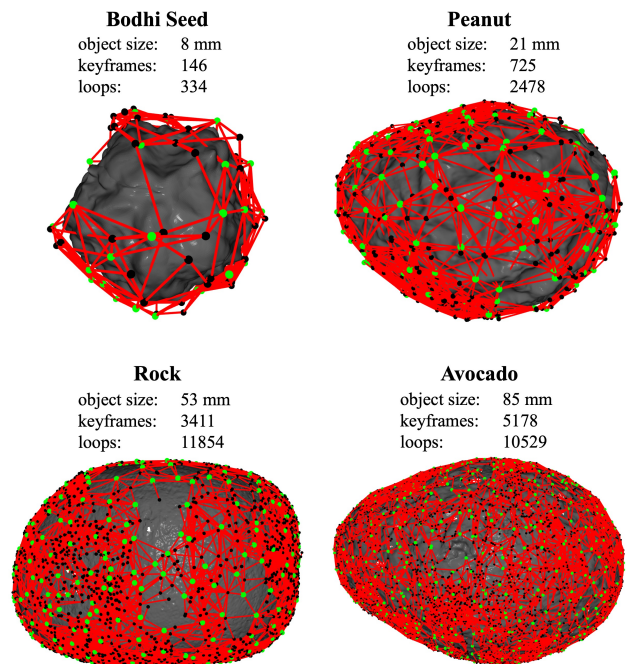 Bodhi Seed
object size: 8 mm
keyframes: 146
loops: 334
Peanut
object size: 21 mm
keyframes: 725
loops: 2478
Rock
object size: 53 mm
keyframes: 3411
loops: 11854
Avocado
object size: 85 mm
keyframes: 5178
loops: 10529